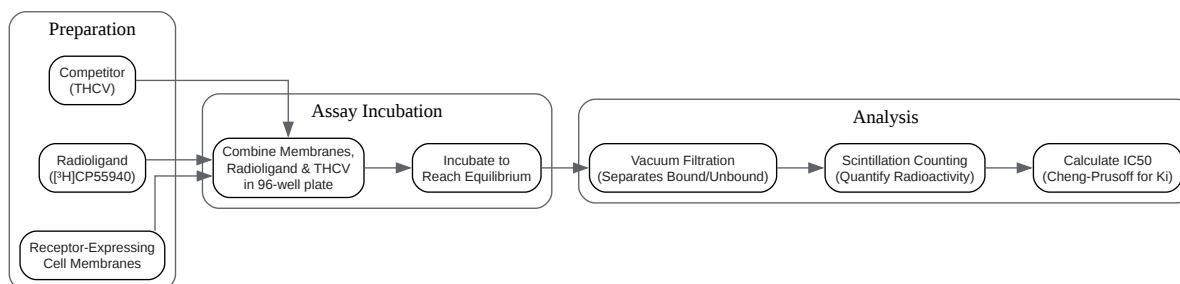 Preparation
Competitor
(THCV)
Radioligand
([³H]CP55940)
Receptor-Expressing
Cell Membranes
Assay Incubation
Combine Membranes,
Radioligand & THCV
in 96-well plate
Incubate to
Reach Equilibrium
Analysis
Vacuum Filtration
(Separates Bound/Unbound)
Scintillation Counting
(Quantify Radioactivity)
Calculate IC50
(Cheng-Prusoff for Ki)